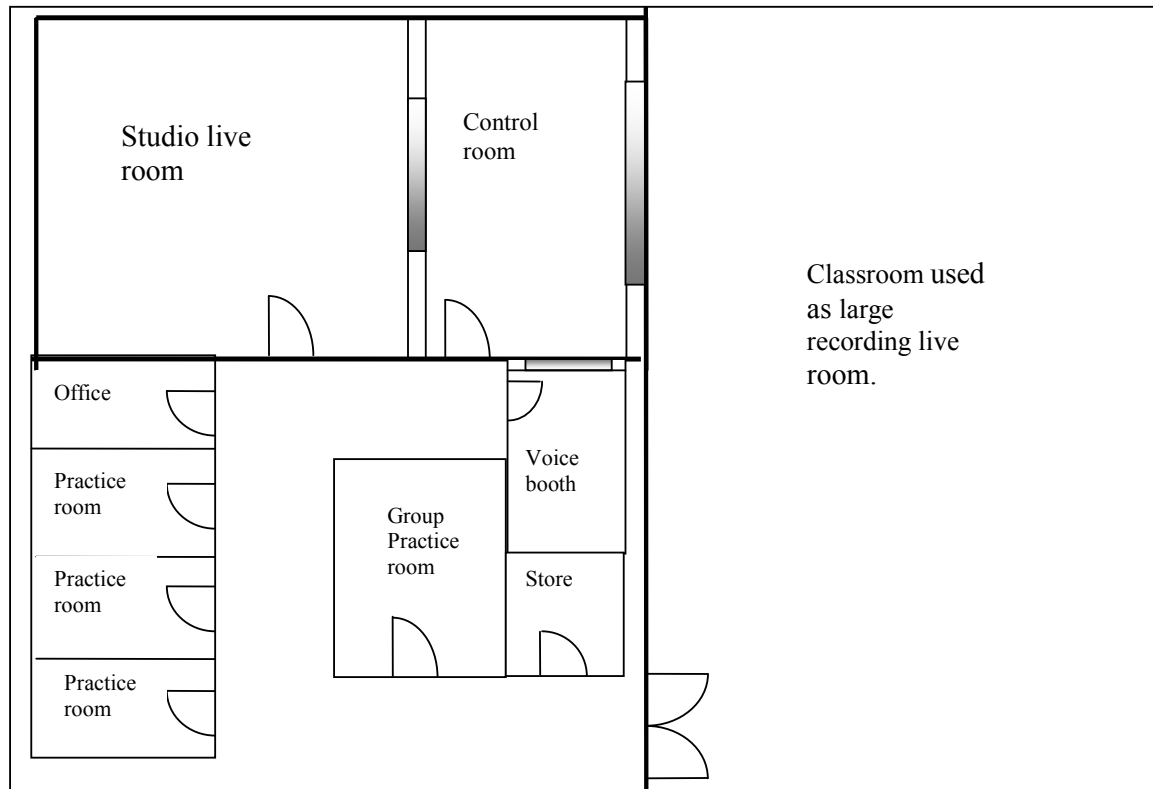 Studio live
room
Control
room
Classroom used
as large
recording live
room.
Office
Practice
room
Practice
room
Practice
room
Group
Practice
room
Voice
booth
Store